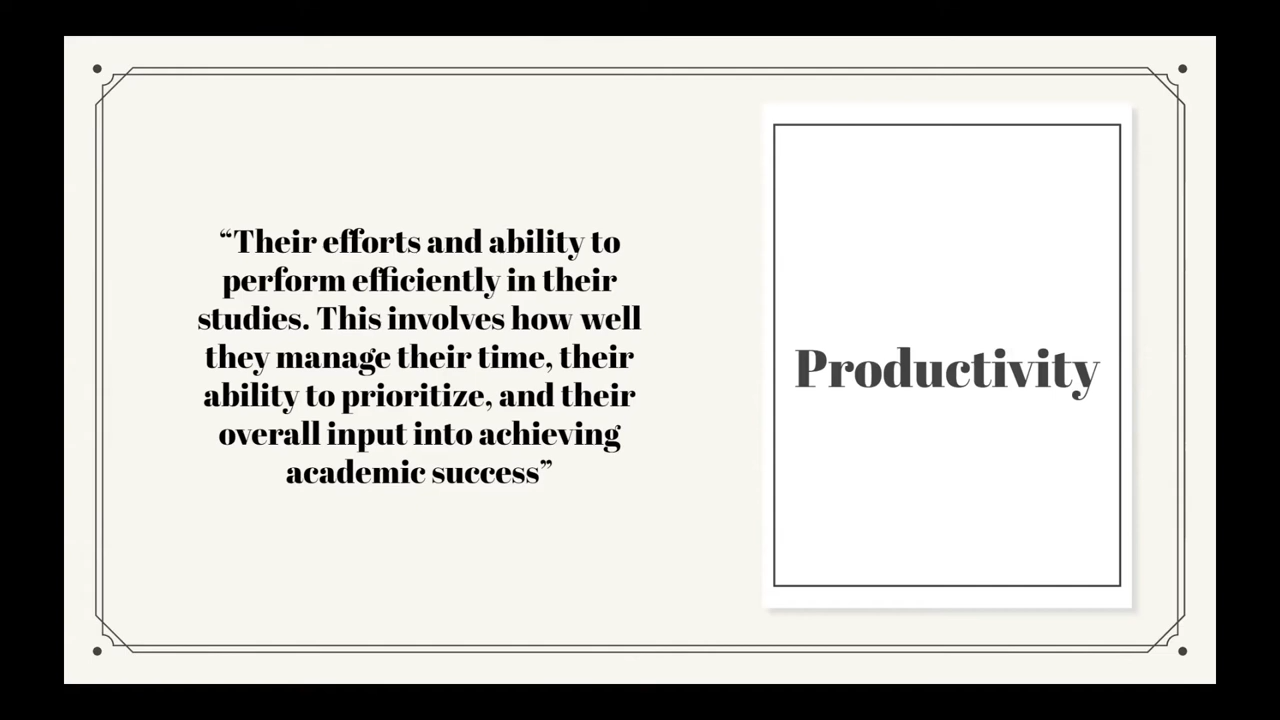 “Their efforts and ability to
perform efficiently in their
studies. This involves how well
they manage their time, their
ability to prioritize, and their
overall input into achieving
academic success”
Productivity